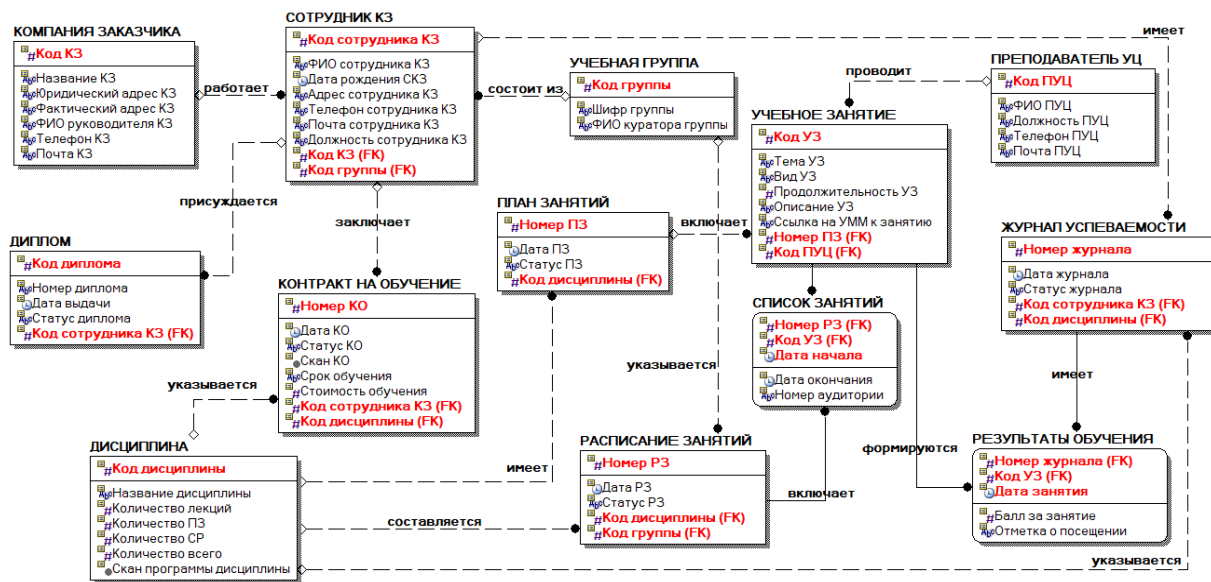 КОМПАНИЯ ЗАКАЗЧИКА
#Код КЗ
Название КЗ
Юридический адрес КЗ
Фактический адрес КЗ
ФИО руководителя КЗ
Телефон КЗ
Почта КЗ
работает
СОТРУДНИК КЗ
#Код сотрудника КЗ
ФИО сотрудника КЗ
Дата рождения СКЗ
Адрес сотрудника КЗ
Телефон сотрудника КЗ
Почта сотрудника КЗ
Должность сотрудника КЗ
#Код КЗ (FK)
#Код группы (FK)
состоит из
УЧЕБНАЯ ГРУППА
#Код группы
Шифр группы
ФИО куратора группы
имеет
проводит
ПРЕПОДАВАТЕЛЬ УЦ
#Код ПУЦ
ФИО ПУЦ
Должность ПУЦ
Телефон ПУЦ
Почта ПУЦ
УЧЕБНОЕ ЗАНЯТИЕ
#Код УЗ
Тема УЗ
Вид УЗ
#Продолжительность УЗ
Описание УЗ
Ссылка на УММ к занятию
#Номер ПЗ (FK)
#Код ПУЦ (FK)
присуждается
заключает
ПЛАН ЗАНЯТИЙ
#Номер ПЗ
Дата ПЗ
Статус ПЗ
#Код дисциплины (FK)
включает
ДИПЛОМ
#Код диплома
Номер диплома
Дата выдачи
Статус диплома
#Код сотрудника КЗ (FK)
КОНТРАКТ НА ОБУЧЕНИЕ
#Номер КО
Дата КО
Статус КО
Скан КО
Срок обучения
#Стоимость обучения
#Код сотрудника КЗ (FK)
#Код дисциплины (FK)
СПИСОК ЗАНЯТИЙ
#Номер РЗ (FK)
#Код УЗ (FK)
Дата начала
Дата окончания
Номер аудитории
ЖУРНАЛ УСПЕВАЕМОСТИ
#Номер журнала
Дата журнала
Статус журнала
#Код сотрудника КЗ (FK)
#Код дисциплины (FK)
указывается
указывается
имеет
ДИСЦИПЛИНА
#Код дисциплины
Название дисциплины
#Количество лекций
#Количество ПЗ
#Количество СР
#Количество всего
Скан программы дисциплины
имеет
составляется
РАСПИСАНИЕ ЗАНЯТИЙ
#Номер РЗ
Дата РЗ
Статус РЗ
#Код дисциплины (FK)
#Код группы (FK)
включает
формируются
РЕЗУЛЬТАТЫ ОБУЧЕНИЯ
#Номер журнала (FK)
#Код УЗ (FK)
Дата занятия
#Балл за занятие
Отметка о посещении
указывается